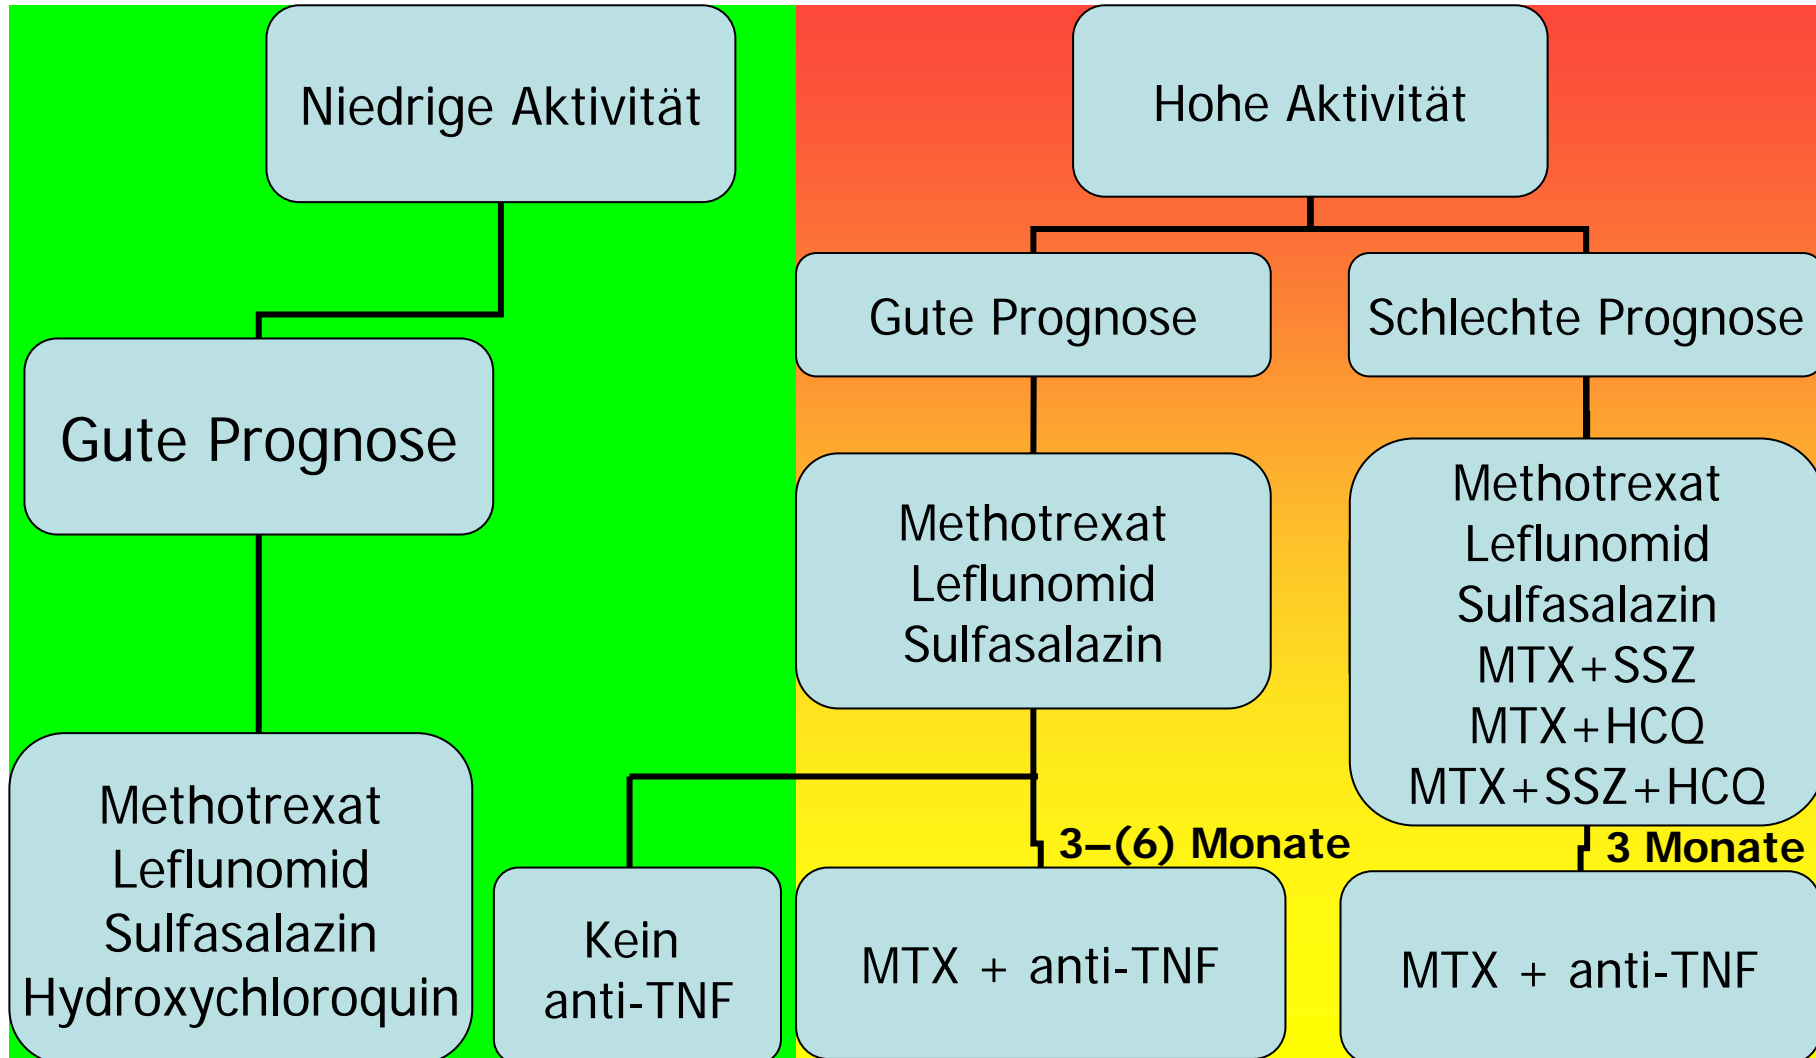 Niedrige Aktivität
Hohe Aktivität
Gute Prognose
Schlechte Prognose
Gute Prognose
Methotrexat
Leflunomid
Sulfasalazin
Methotrexat
Leflunomid
Sulfasalazin
MTX+SSZ
MTX+HCQ
MTX+SSZ+HCQ
Methotrexat
Leflunomid
Sulfasalazin
Hydroxychloroquin
3–(6) Monate
3 Monate
Kein
anti-TNF
MTX + anti-TNF
MTX + anti-TNF